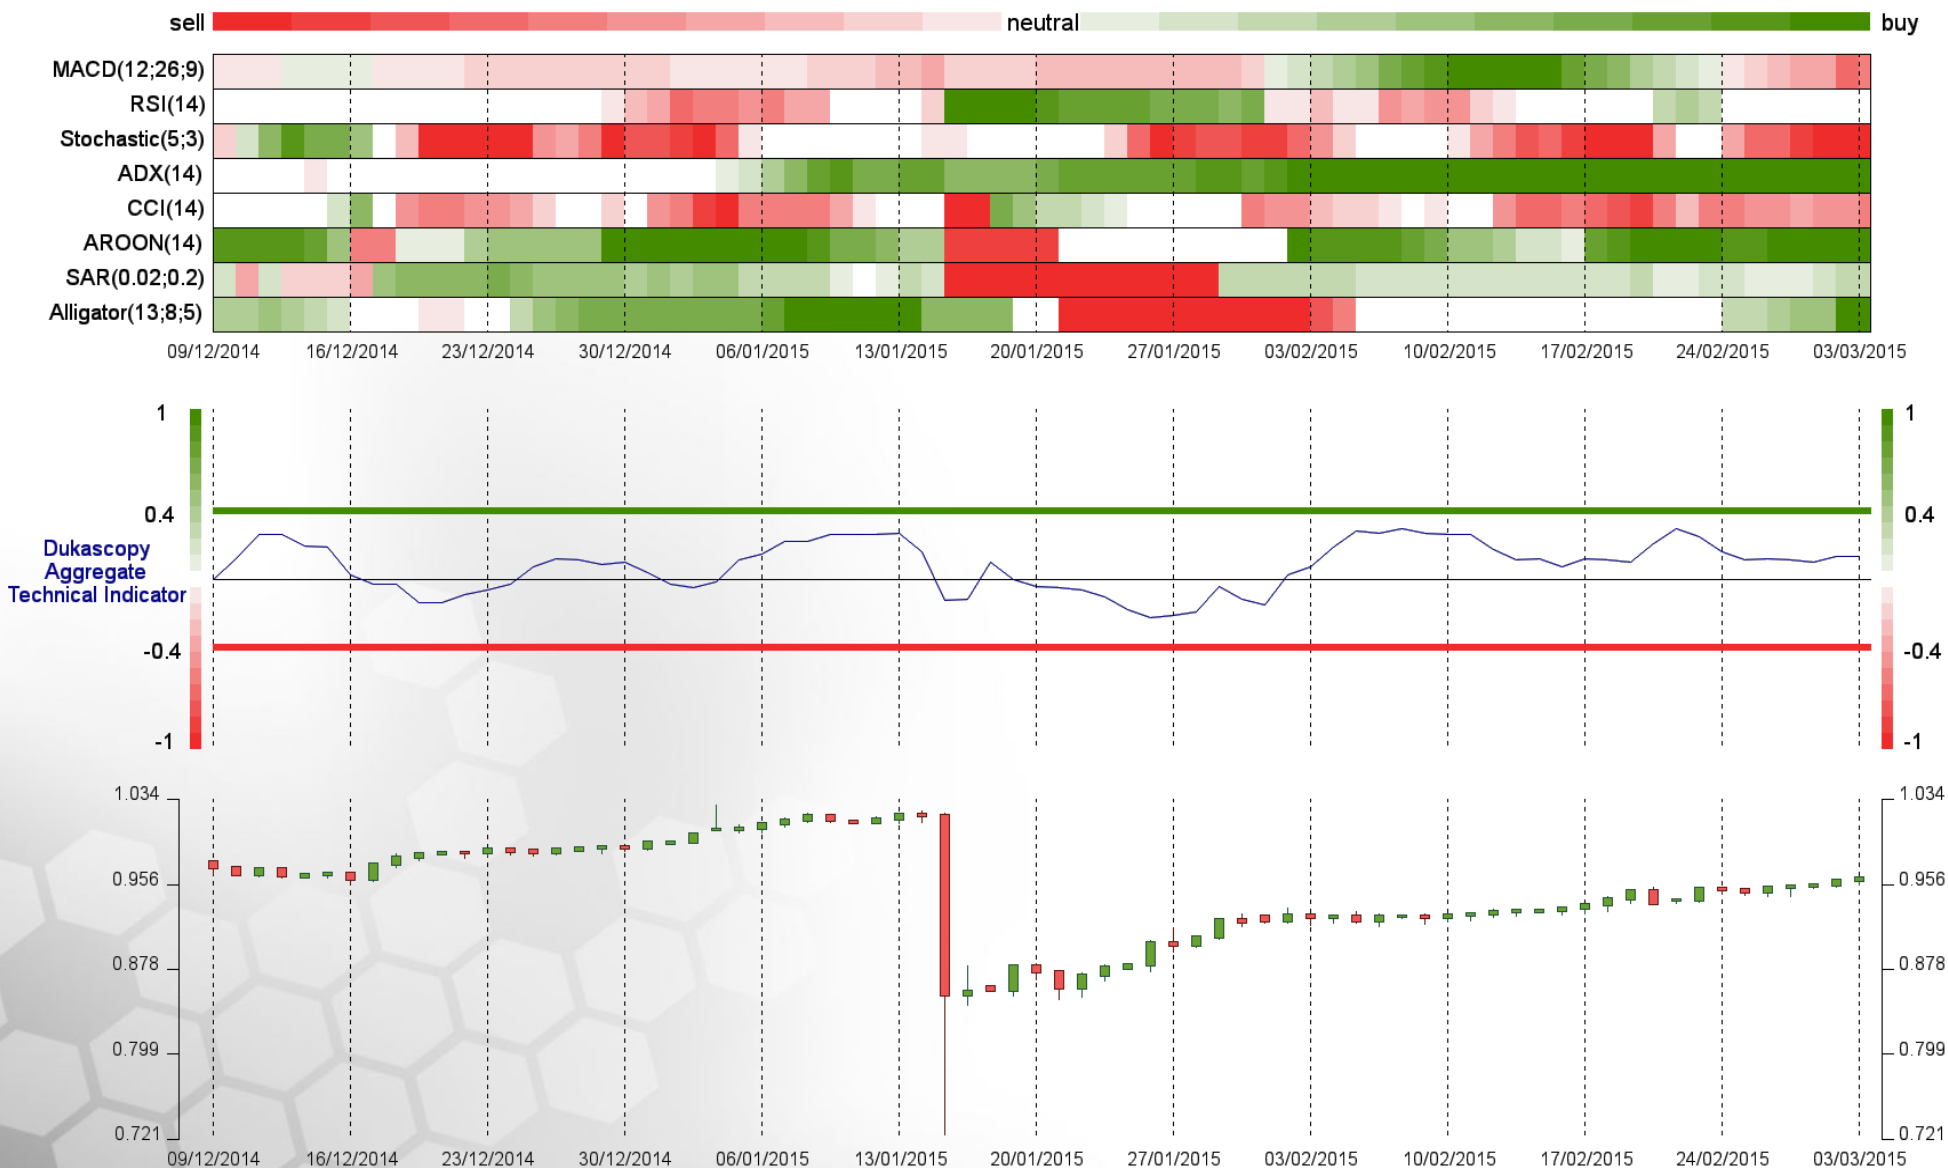 sell neutral buy
MACD(12;26;9)
RSI(14)
Stochastic(5;3)
ADX(14)
CCI(14)
AROON(14)
SAR(0.02;0.2)
Alligator(13;8;5)
09/12/2014 16/12/2014 23/12/2014 30/12/2014 06/01/2015 13/01/2015 20/01/2015 27/01/2015 03/02/2015 10/02/2015 17/02/2015 24/02/2015 03/03/2015
1 1
0.4 0.4
Dukascopy
Aggregate
Technical Indicator
-0.4 -0.4
-1 -1
1.034 1.034
0.956 0.956
0.878 0.878
0.799 0.799
0.721 0.721
09/12/2014 16/12/2014 23/12/2014 30/12/2014 06/01/2015 13/01/2015 20/01/2015 27/01/2015 03/02/2015 10/02/2015 17/02/2015 24/02/2015 03/03/2015